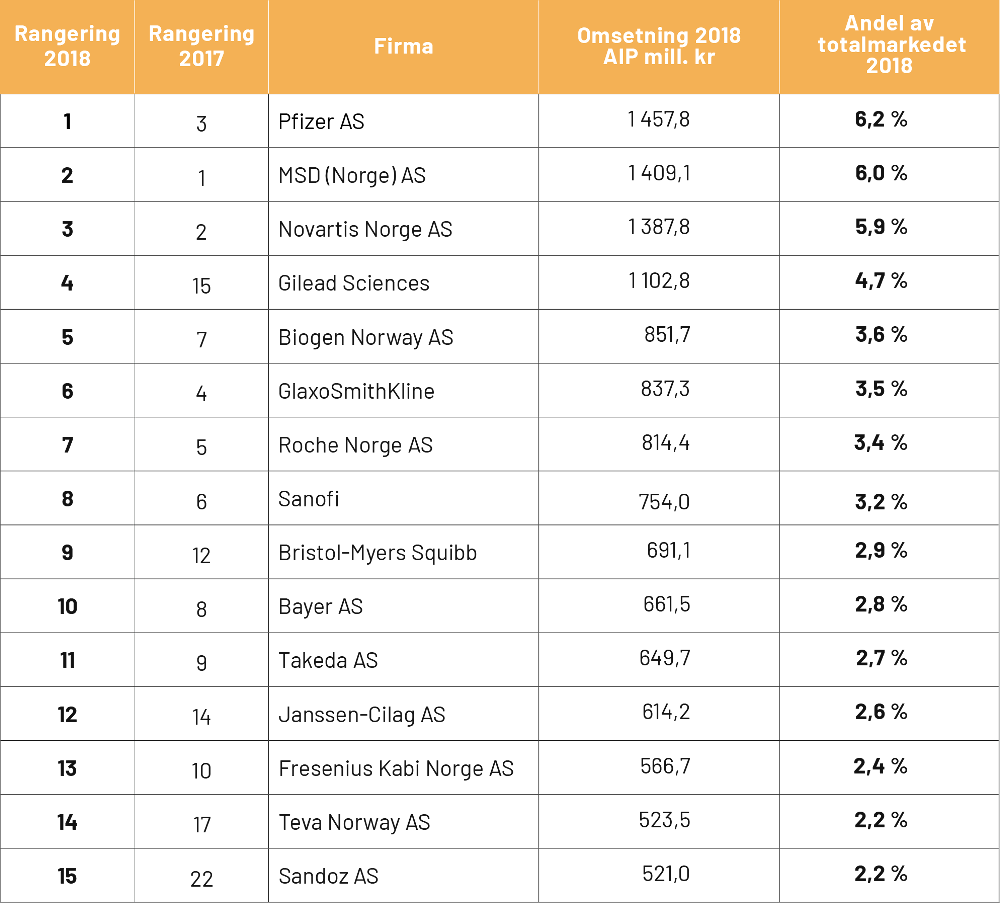 Rangering 2018 Rangering 2017 Firma Omsetning 2018 AIP mill. kr Andel av totalmarkedet 2018
1 3 Pfizer AS 1 457,8 6,2 %
2 1 MSD (Norge) AS 1 409,1 6,0 %
3 2 Novartis Norge AS 1 387,8 5,9 %
4 15 Gilead Sciences 1 102,8 4,7 %
5 7 Biogen Norway AS 851,7 3,6 %
6 4 GlaxoSmithKline 837,3 3,5 %
7 5 Roche Norge AS 814,4 3,4 %
8 6 Sanofi 754,0 3,2 %
9 12 Bristol-Myers Squibb 691,1 2,9 %
10 8 Bayer AS 661,5 2,8 %
11 9 Takeda AS 649,7 2,7 %
12 14 Janssen-Cilag AS 614,2 2,6 %
13 10 Fresenius Kabi Norge AS 566,7 2,4 %
14 17 Teva Norway AS 523,5 2,2 %
15 22 Sandoz AS 521,0 2,2 %